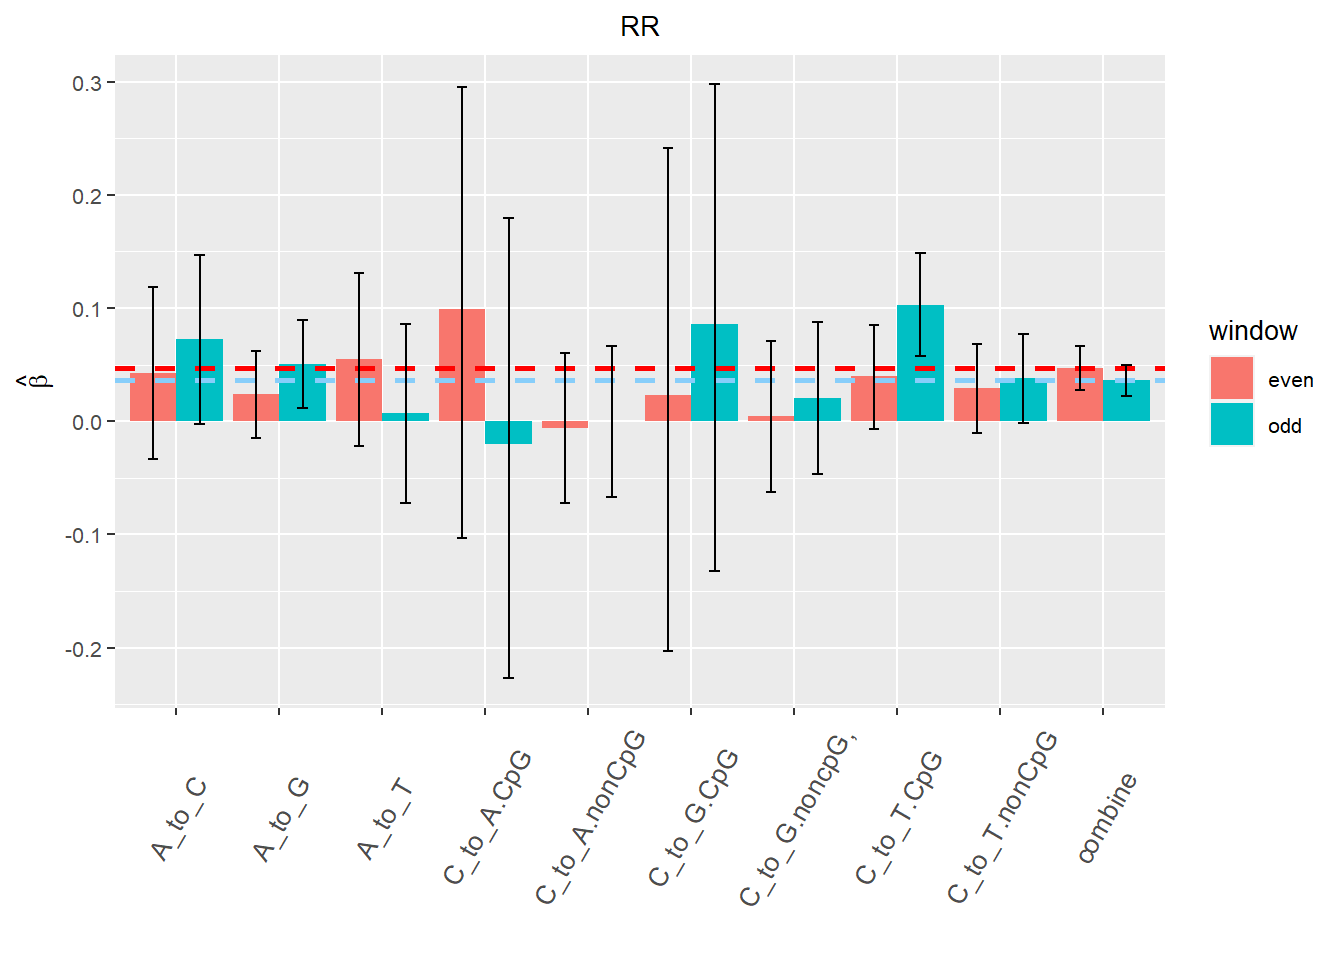 RR
0.3
0.2
0.1
0.0
-0.1
-0.2
β̂
A_to_C
A_to_G
A_to_T
C_to_A.CpG
C_to_A.nonCpG
C_to_G.CpG
C_to_G.noncpG,
C_to_T.CpG
C_to_T.nonCpG
combine
window
even
odd